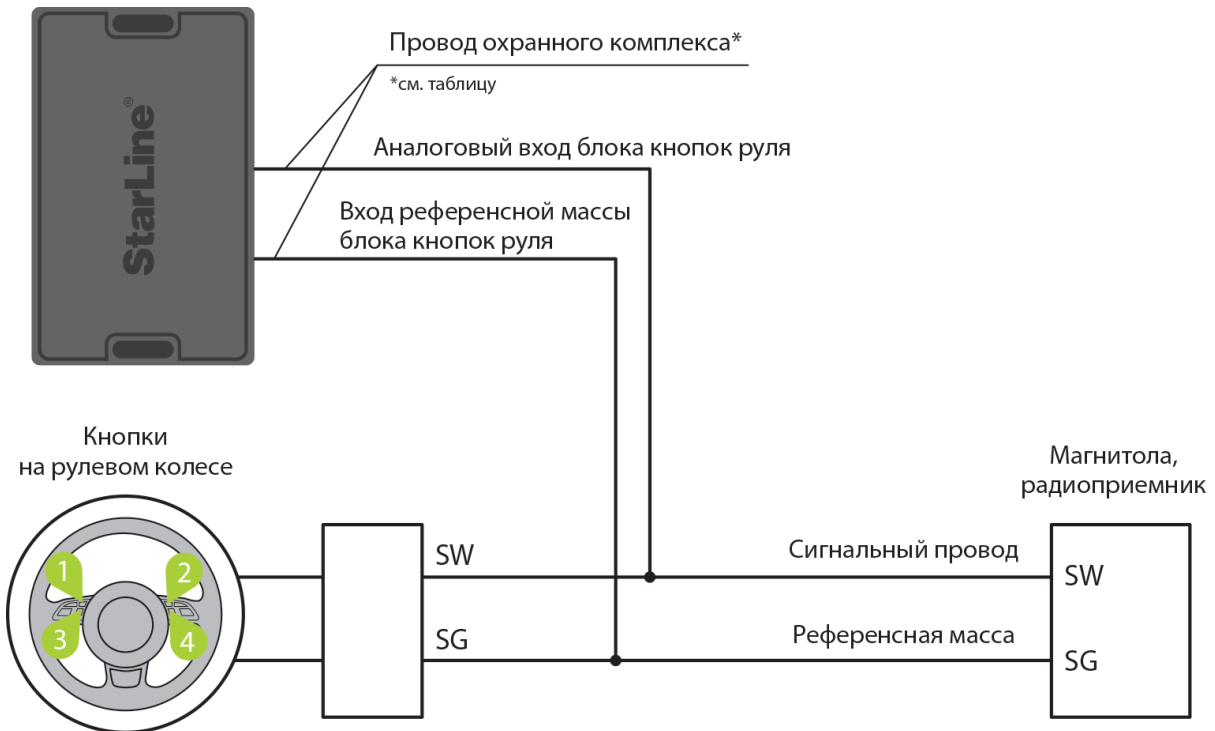 StarLine®
Провод охранного комплекса*
*см. таблицу
Аналоговый вход блока кнопок руля
Вход референсной массы
блока кнопок руля
Кнопки
на рулевом колесе
1
2
3
4
SW
SG
Сигнальный провод
Референсная масса
Магнитола,
радиоприемник
SW
SG